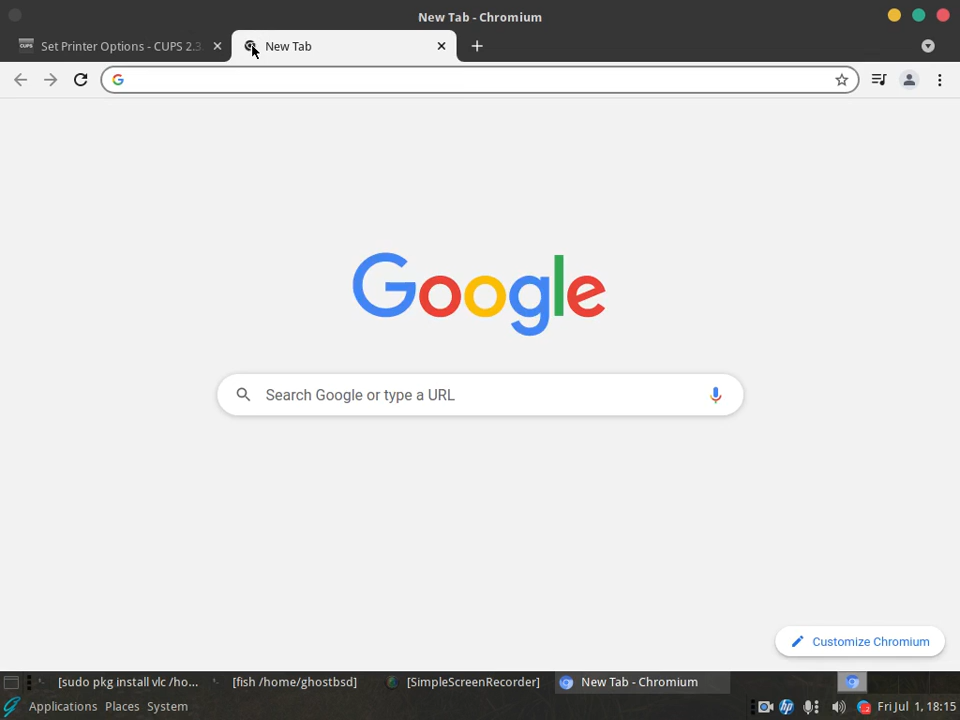 New Tab - Chromium
CUPS Set Printer Options - CUPS 2.3
New Tab
Google
Search Google or type a URL
Customize Chromium
[sudo pkg install vlc /ho... [fish /home/ghostbsd] [SimpleScreenRecorder] New Tab - Chromium
Applications Places System hp Fri Jul 1, 18:15